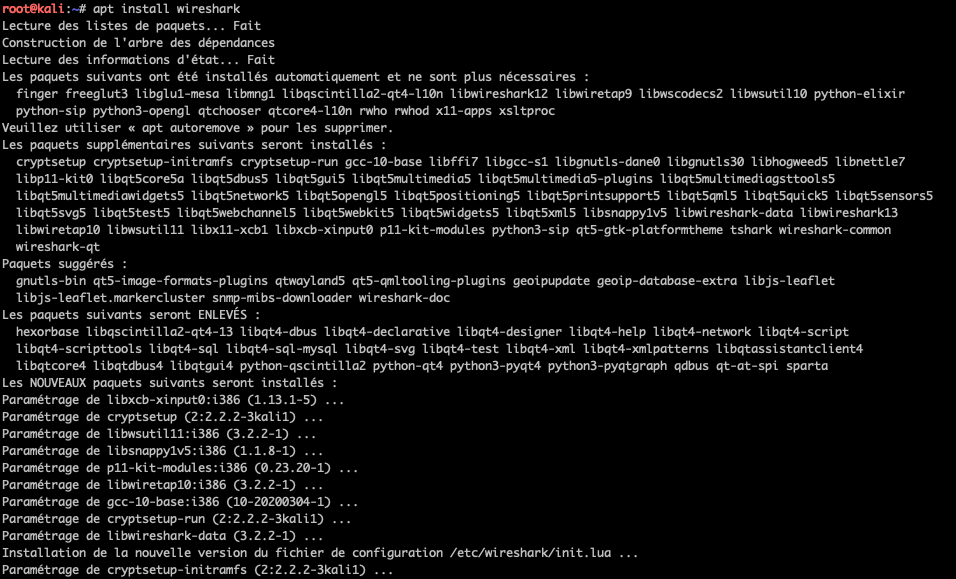 root@kali:~# apt install wireshark
Lecture des listes de paquets... Fait
Construction de l'arbre des dépendances
Lecture des informations d'état... Fait
Les paquets suivants ont été installés automatiquement et ne sont plus nécessaires :
finger freeglut3 libglu1-mesa libmng1 libqscintilla2-qt4-l10n libwireshark12 libwiretap9 libwscodecs2 libwsutil10 python-elixir
python-sip python3-opengl qtchooser qtcore4-l10n rwho rwhod x11-apps xsltproc
Veuillez utiliser « apt autoremove » pour les supprimer.
Les paquets supplémentaires suivants seront installés :
cryptsetup cryptsetup-initramfs cryptsetup-run gcc-10-base libffi7 libgcc-s1 libgnutls-dane0 libgnutls30 libhogweed5 libnettle7
libp11-kit0 libqt5core5a libqt5dbus5 libqt5gui5 libqt5multimedia5 libqt5multimedia5-plugins libqt5multimediagsttools5
libqt5multimediawidgets5 libqt5network5 libqt5opengl5 libqt5positioning5 libqt5printsupport5 libqt5qml5 libqt5quick5 libqt5sensors5
libqt5svg5 libqt5test5 libqt5webchannel5 libqt5webkit5 libqt5widgets5 libqt5xml5 libsnappy1v5 libwireshark-data libwireshark13
libwiretap10 libwsutil11 libx11-xcb1 libxcb-xinput0 p11-kit-modules python3-sip qt5-gtk-platformtheme tshark wireshark-common
wireshark-qt
Paquets suggérés :
gnutls-bin qt5-image-formats-plugins qtwayland5 qt5-qmltooling-plugins geoipupdate geoip-database-extra libjs-leaflet
libjs-leaflet.markercluster snmp-mibs-downloader wireshark-doc
Les paquets suivants seront ENLEVÉS :
hexorbase libqscintilla2-qt4-13 libqt4-dbus libqt4-declarative libqt4-designer libqt4-help libqt4-network libqt4-script
libqt4-scripttools libqt4-sql libqt4-sql-mysql libqt4-svg libqt4-test libqt4-xml libqt4-xmlpatterns libqtassistantclient4
libqtcore4 libqtdbus4 libqtgui4 python-qscintilla2 python-qt4 python3-pyqt4 python3-pyqtgraph qdbus qt-at-spi sparta
Les NOUVEAUX paquets suivants seront installés :
Paramétrage de libxcb-xinput0:i386 (1.13.1-5) ...
Paramétrage de cryptsetup (2:2.2.2-3kali1) ...
Paramétrage de libwsutil11:i386 (3.2.2-1) ...
Paramétrage de libsnappy1v5:i386 (1.1.8-1) ...
Paramétrage de p11-kit-modules:i386 (0.23.20-1) ...
Paramétrage de libwiretap10:i386 (3.2.2-1) ...
Paramétrage de gcc-10-base:i386 (10-20200304-1) ...
Paramétrage de cryptsetup-run (2:2.2.2-3kali1) ...
Paramétrage de libwireshark-data (3.2.2-1) ...
Installation de la nouvelle version du fichier de configuration /etc/wireshark/init.lua ...
Paramétrage de cryptsetup-initramfs (2:2.2.2-3kali1) ...